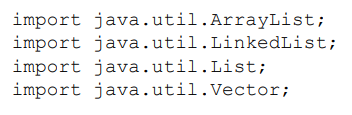 import java.util.ArrayList;
import java.util.LinkedList;
import java.util.List;
import java.util.Vector;